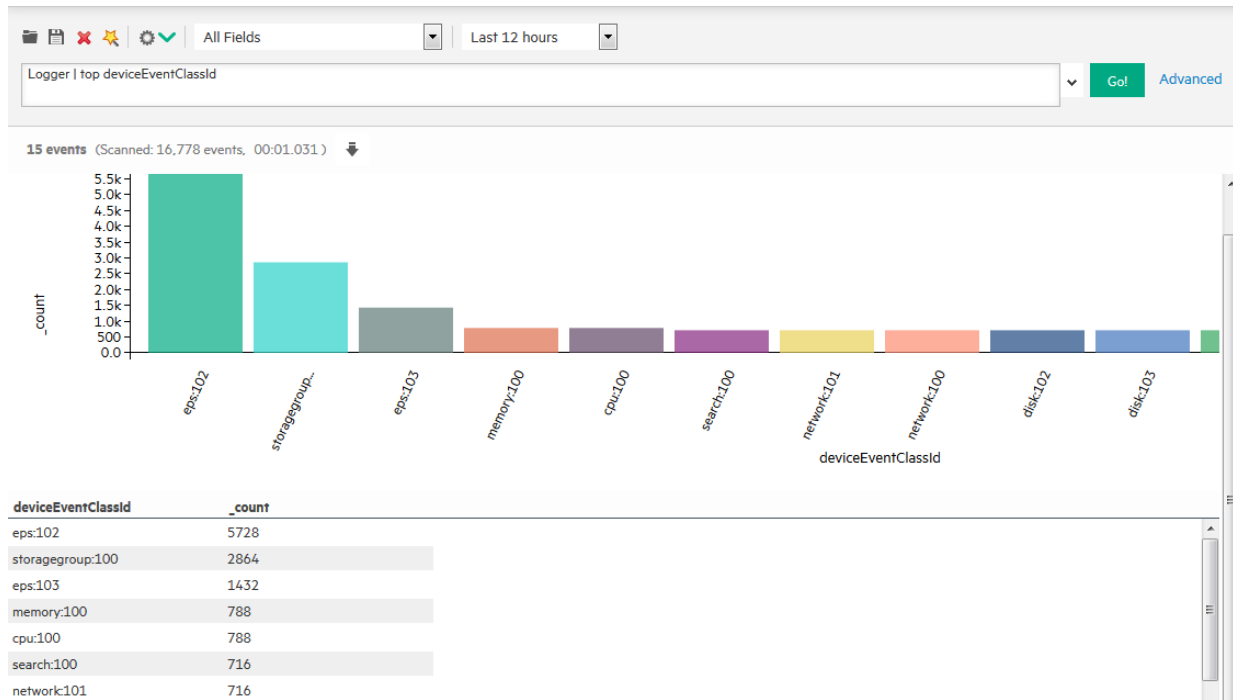 All Fields Last 12 hours
Logger | top deviceEventClassId
Go! Advanced
15 events (Scanned: 16,778 events, 00:01.031 )
5.5k
5.0k
4.5k
4.0k
3.5k
3.0k
2.5k
2.0k
1.5k
1.0k
500
0.0
_count
eps:102 storagegroup... eps:103 memory:100 cpu:100 search:100 network:101 network:100 disk:102 disk:103
deviceEventClassId
deviceEventClassId _count
eps:102 5728
storagegroup:100 2864
eps:103 1432
memory:100 788
cpu:100 788
search:100 716
network:101 716